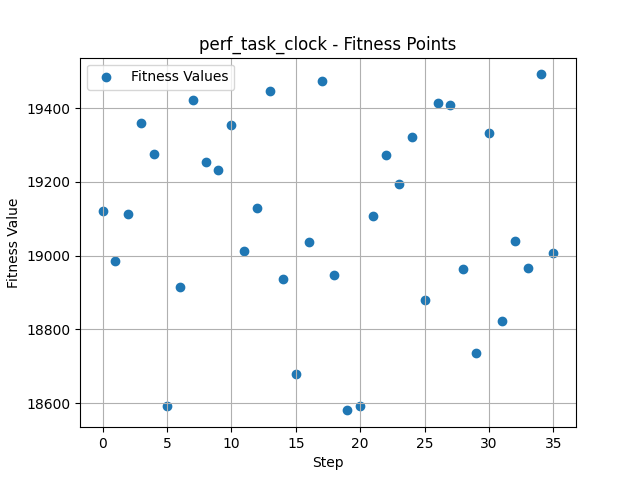 perf_task_clock - Fitness Points
Fitness Values
Fitness Value
19400
19200
19000
18800
18600
0 5 10 15 20 25 30 35
Step